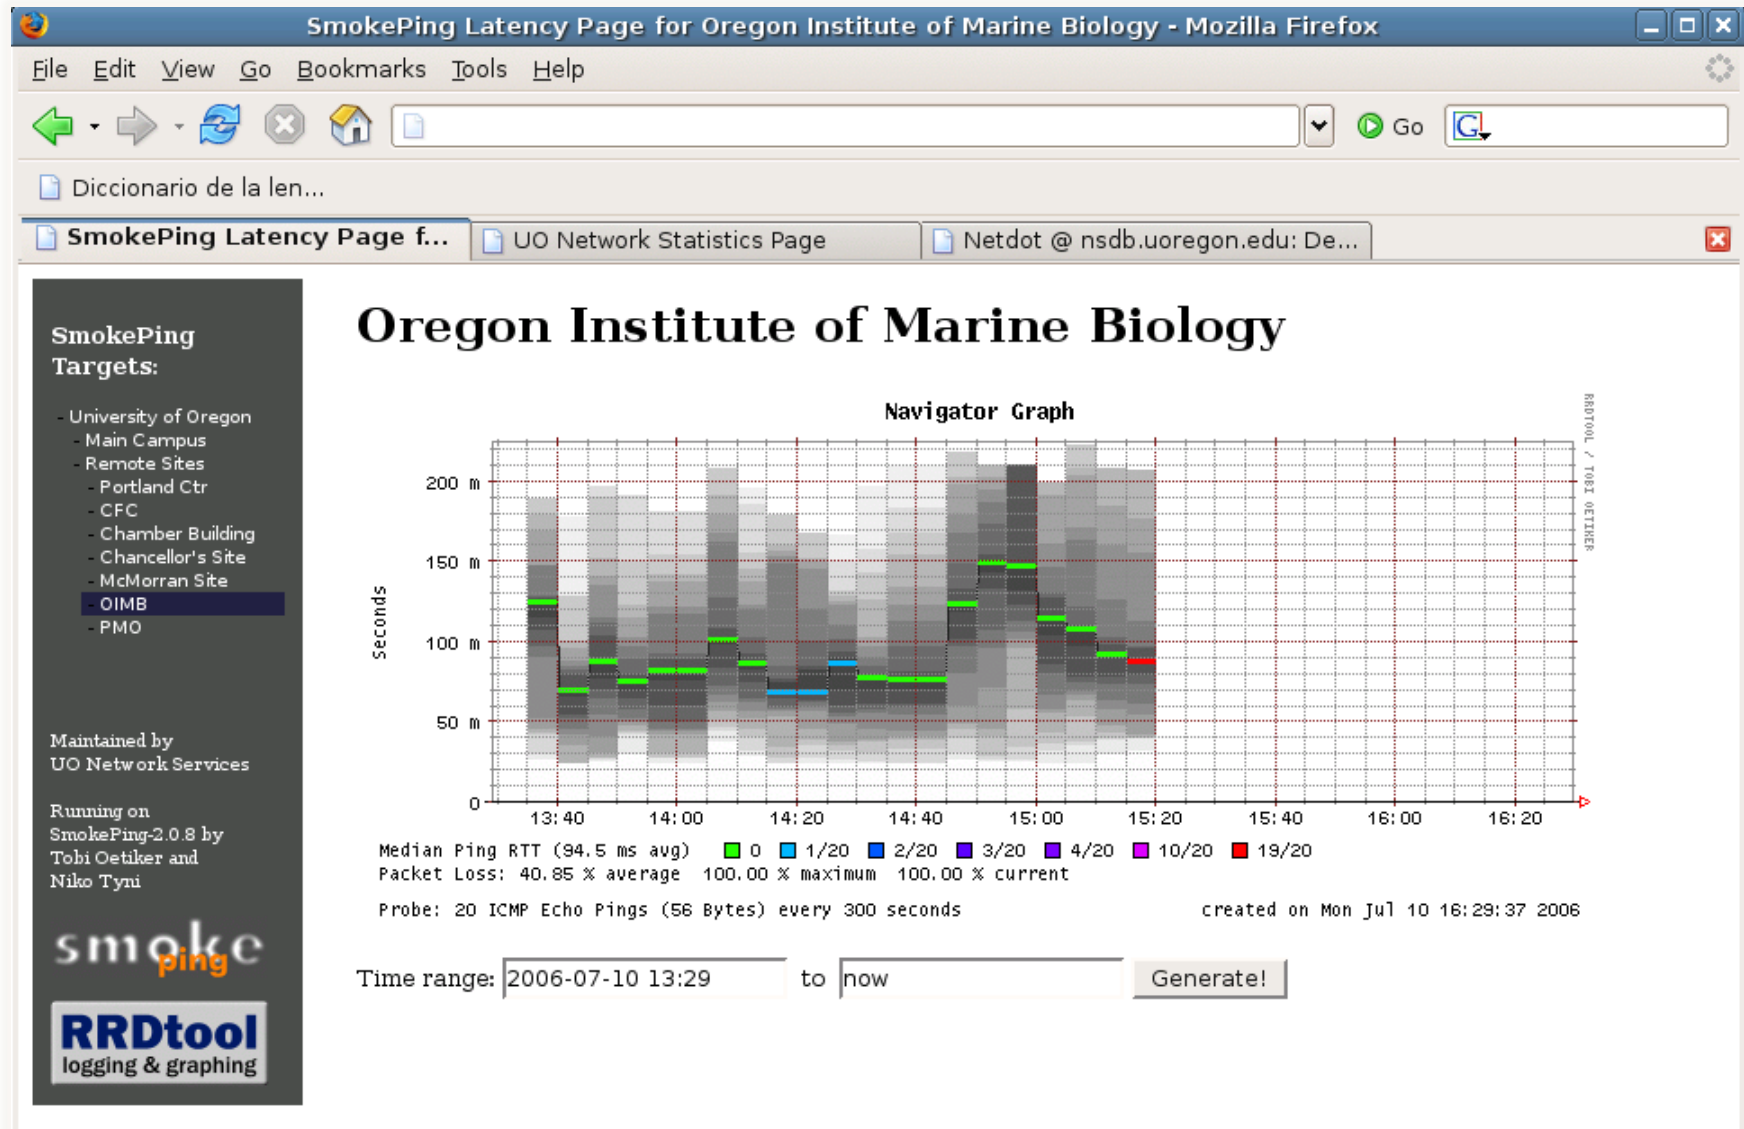 SmokePing Latency Page for Oregon Institute of Marine Biology - Mozilla Firefox
File Edit View Go Bookmarks Tools Help
Go
G
Diccionario de la len...
SmokePing Latency Page f...
UO Network Statistics Page
Netdot @ nsdb.uoregon.edu: De...
SmokePing
Targets:
- University of Oregon
- Main Campus
- Remote Sites
- Portland Ctr
- CFC
- Chamber Building
- Chancellor's Site
- McMorran Site
- OIMB
- PMO
Maintained by
UO Network Services
Running on
SmokePing-2.0.8 by
Tobi Oetiker and
Niko Tyni
smokeping
RRDtool
logging & graphing
Oregon Institute of Marine Biology
Navigator Graph
RRDTOOL / TOBI OETIKER
Seconds
200 m
150 m
100 m
50 m
0
13:40 14:00 14:20 14:40 15:00 15:20 15:40 16:00 16:20
Median Ping RTT (94.5 ms avg) 0 1/20 2/20 3/20 4/20 10/20 19/20
Packet Loss: 40.85 % average 100.00 % maximum 100.00 % current
Probe: 20 ICMP Echo Pings (56 Bytes) every 300 seconds created on Mon Jul 10 16:29:37 2006
Time range: 2006-07-10 13:29 to now Generate!